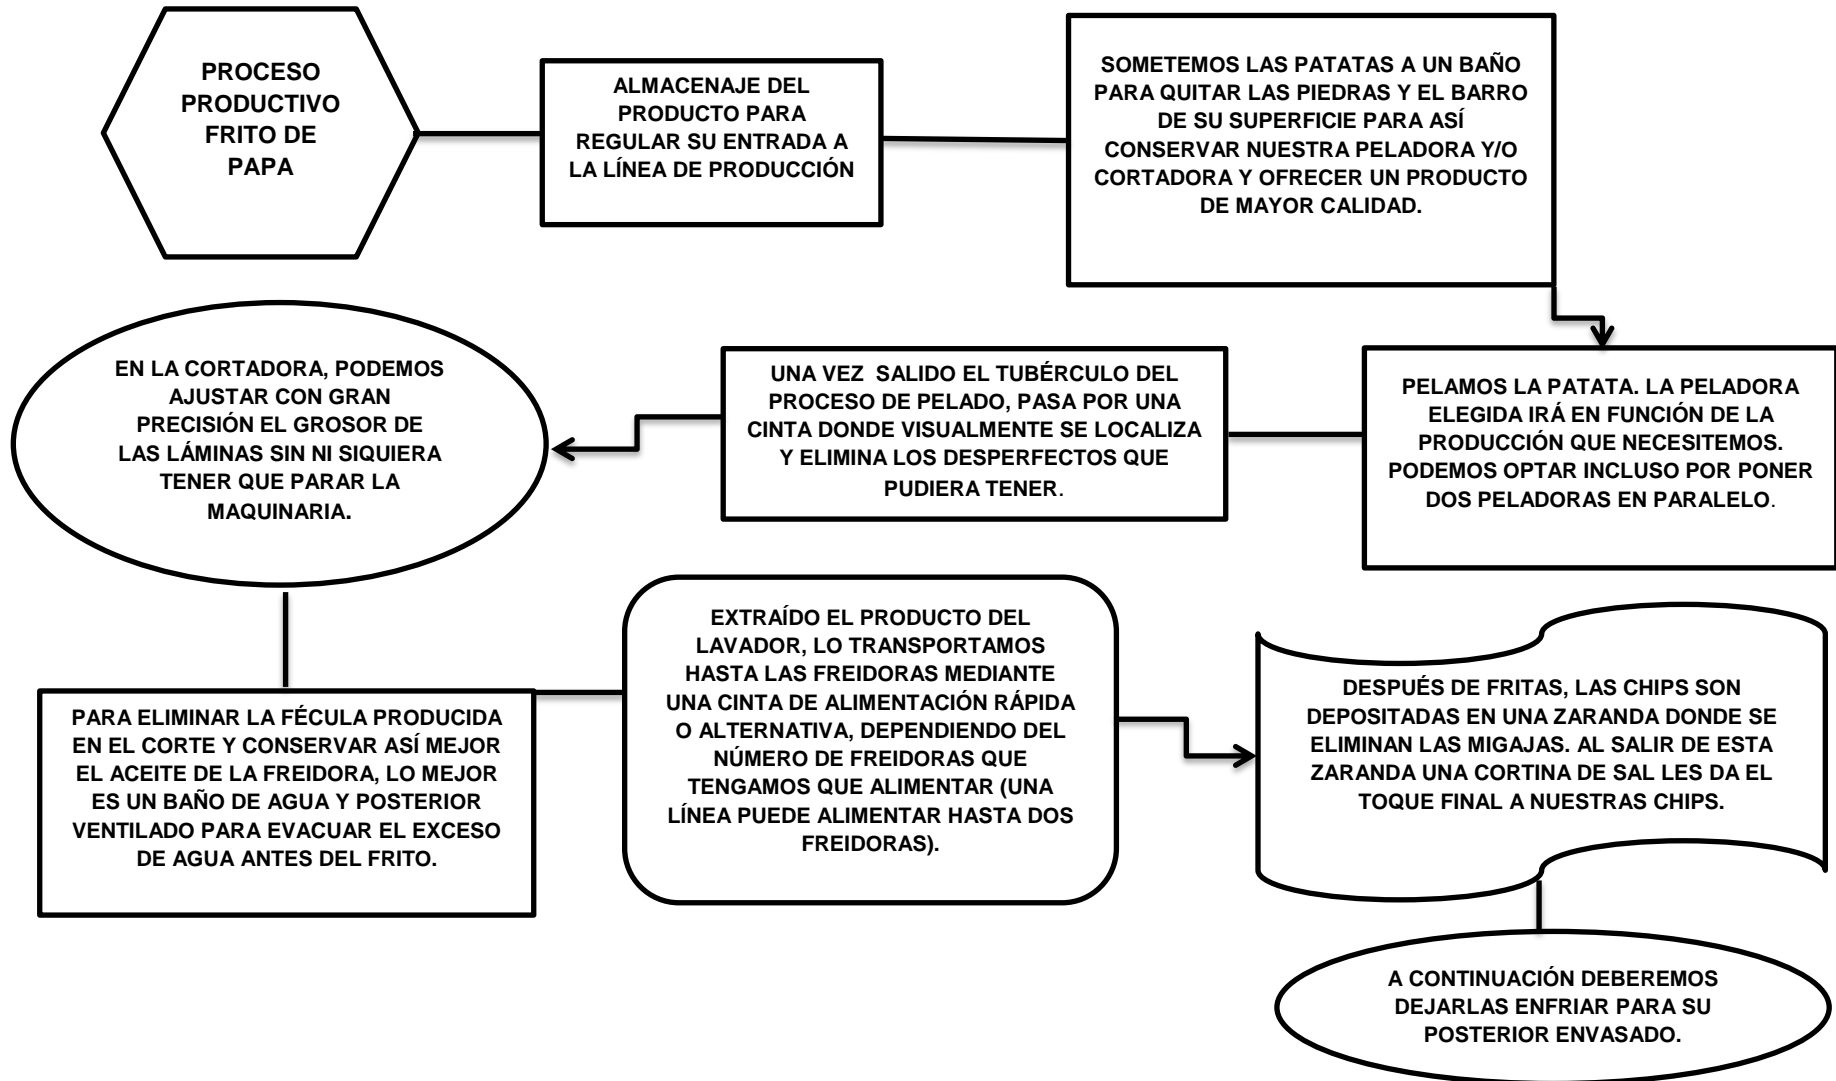 PROCESO
PRODUCTIVO
FRITO DE
PAPA
ALMACENAJE DEL
PRODUCTO PARA
REGULAR SU ENTRADA A
LA LÍNEA DE PRODUCCIÓN
SOMETEMOS LAS PATATAS A UN BAÑO
PARA QUITAR LAS PIEDRAS Y EL BARRO
DE SU SUPERFICIE PARA ASÍ
CONSERVAR NUESTRA PELADORA Y/O
CORTADORA Y OFRECER UN PRODUCTO
DE MAYOR CALIDAD.
PELAMOS LA PATATA. LA PELADORA
ELEGIDA IRÁ EN FUNCIÓN DE LA
PRODUCCIÓN QUE NECESITEMOS.
PODEMOS OPTAR INCLUSO POR PONER
DOS PELADORAS EN PARALELO.
UNA VEZ  SALIDO EL TUBÉRCULO DEL
PROCESO DE PELADO, PASA POR UNA
CINTA DONDE VISUALMENTE SE LOCALIZA
Y ELIMINA LOS DESPERFECTOS QUE
PUDIERA TENER.
EN LA CORTADORA, PODEMOS
AJUSTAR CON GRAN
PRECISIÓN EL GROSOR DE
LAS LÁMINAS SIN NI SIQUIERA
TENER QUE PARAR LA
MAQUINARIA.
PARA ELIMINAR LA FÉCULA PRODUCIDA
EN EL CORTE Y CONSERVAR ASÍ MEJOR
EL ACEITE DE LA FREIDORA, LO MEJOR
ES UN BAÑO DE AGUA Y POSTERIOR
VENTILADO PARA EVACUAR EL EXCESO
DE AGUA ANTES DEL FRITO.
EXTRAÍDO EL PRODUCTO DEL
LAVADOR, LO TRANSPORTAMOS
HASTA LAS FREIDORAS MEDIANTE
UNA CINTA DE ALIMENTACIÓN RÁPIDA
O ALTERNATIVA, DEPENDIENDO DEL
NÚMERO DE FREIDORAS QUE
TENGAMOS QUE ALIMENTAR (UNA
LÍNEA PUEDE ALIMENTAR HASTA DOS
FREIDORAS).
DESPUÉS DE FRITAS, LAS CHIPS SON
DEPOSITADAS EN UNA ZARANDA DONDE SE
ELIMINAN LAS MIGAJAS. AL SALIR DE ESTA
ZARANDA UNA CORTINA DE SAL LES DA EL
TOQUE FINAL A NUESTRAS CHIPS.
A CONTINUACIÓN DEBEREMOS
DEJARLAS ENFRIAR PARA SU
POSTERIOR ENVASADO.